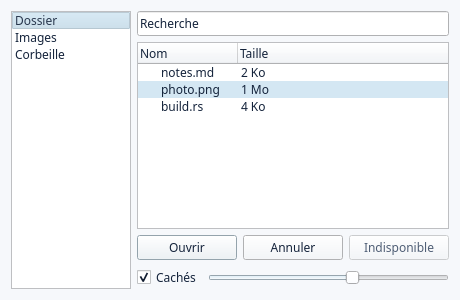 Dossier
Images
Corbeille
Recherche
Nom Taille
notes.md 2 Ko
photo.png 1 Mo
build.rs 4 Ko
Ouvrir Annuler Indisponible
Cachés